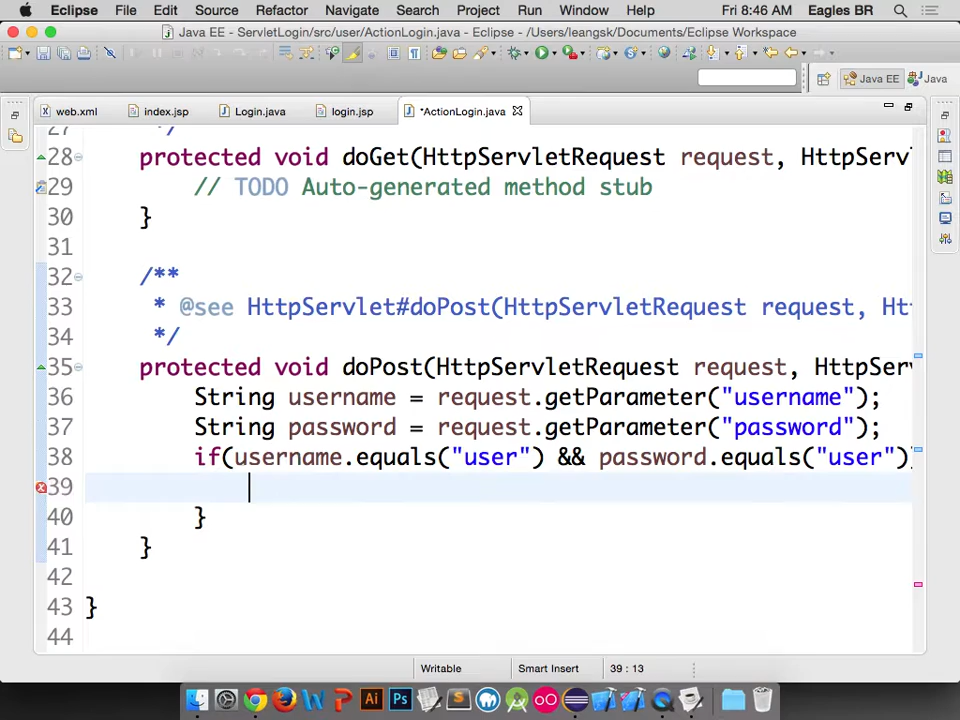 Eclipse File Edit Source Refactor Navigate Search Project Run Window Help Fri 8:46 AM Eagles BR
Java EE - ServletLogin/src/user/ActionLogin.java - Eclipse - /Users/leangsk/Documents/Eclipse Workspace
Java EE Java
web.xml index.jsp Login.java login.jsp *ActionLogin.java
27 */
28 protected void doGet(HttpServletRequest request, HttpServl
29 // TODO Auto-generated method stub
30 }
31
32 /**
33 * @see HttpServlet#doPost(HttpServletRequest request, Htt
34 */
35 protected void doPost(HttpServletRequest request, HttpServ
36 String username = request.getParameter("username");
37 String password = request.getParameter("password");
38 if(username.equals("user") && password.equals("user")
39
40 }
41 }
42
43 }
44
Writable Smart Insert 39 : 13